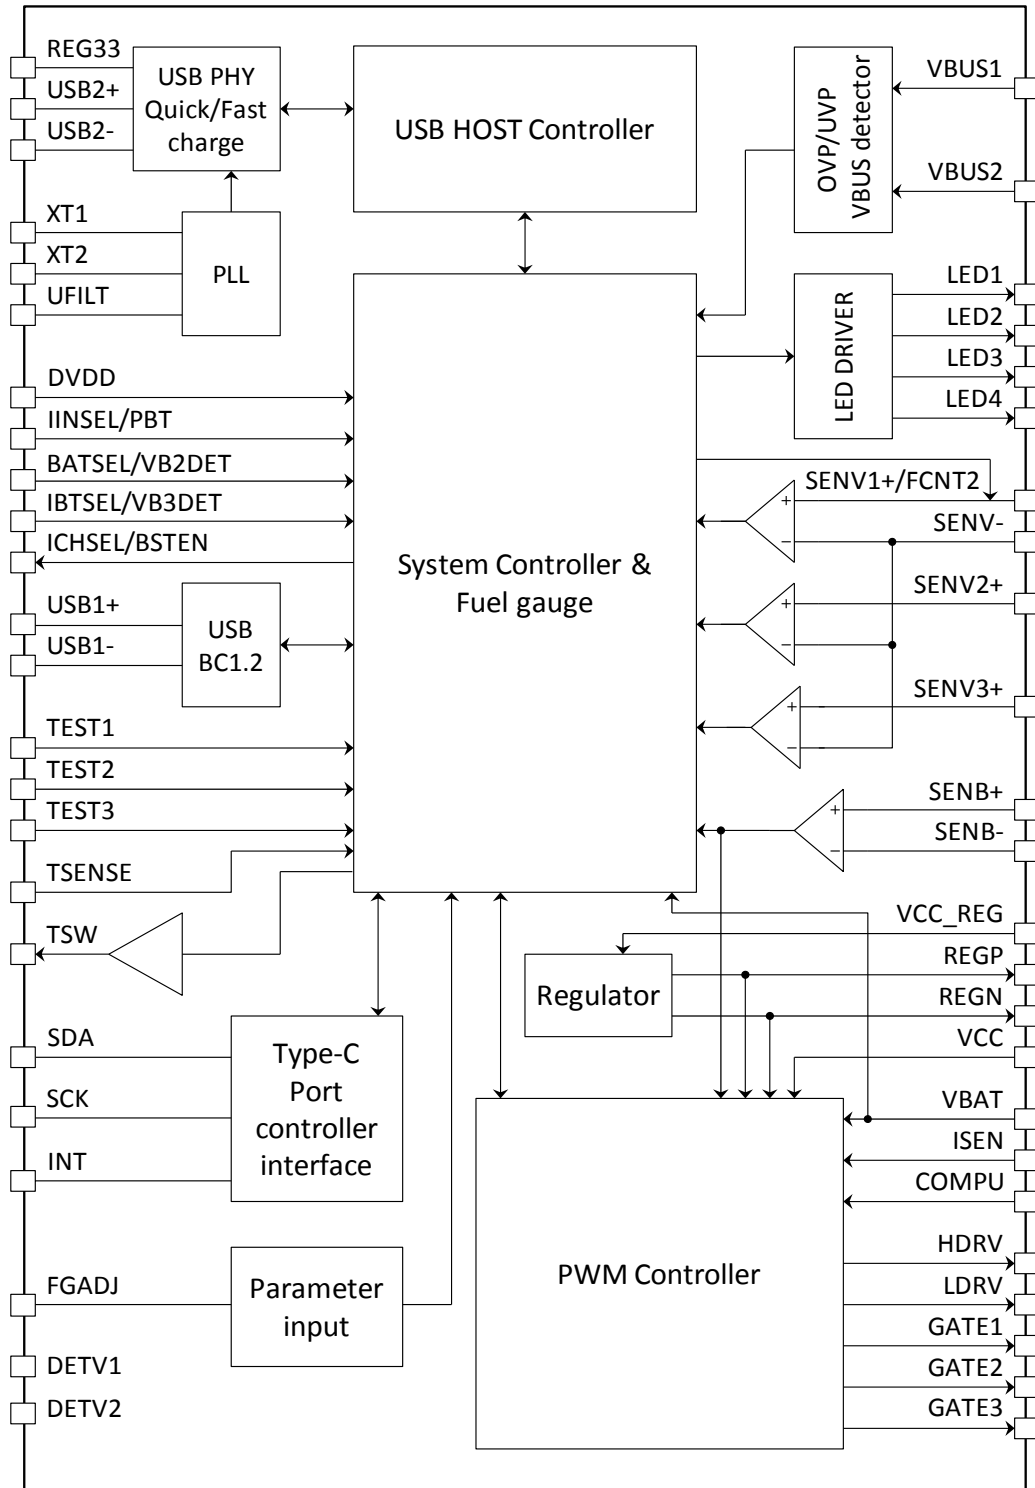 REG33
USB2+
USB2-
USB PHY
Quick/Fast
charge
USB HOST Controller
OVP/UVP
VBUS detector
VBUS1
VBUS2
XT1
XT2
UFILT
PLL
LED DRIVER
LED1
LED2
LED3
LED4
DVDD
IINSEL/PBT
BATSEL/VB2DET
IBTSEL/VB3DET
ICHSEL/BSTEN
System Controller &
Fuel gauge
+
-
SENV1+/FCNT2
SENV-
USB1+
USB1-
USB
BC1.2
+
-
SENV2+
+
-
SENV3+
TEST1
TEST2
TEST3
TSENSE
TSW
+
-
SENB+
SENB-
Regulator
VCC_REG
REGP
REGN
VCC
SDA
SCK
INT
Type-C
Port
controller
interface
PWM Controller
VBAT
ISEN
COMPU
HDRV
LDRV
GATE1
GATE2
GATE3
FGADJ
Parameter
input
DETV1
DETV2